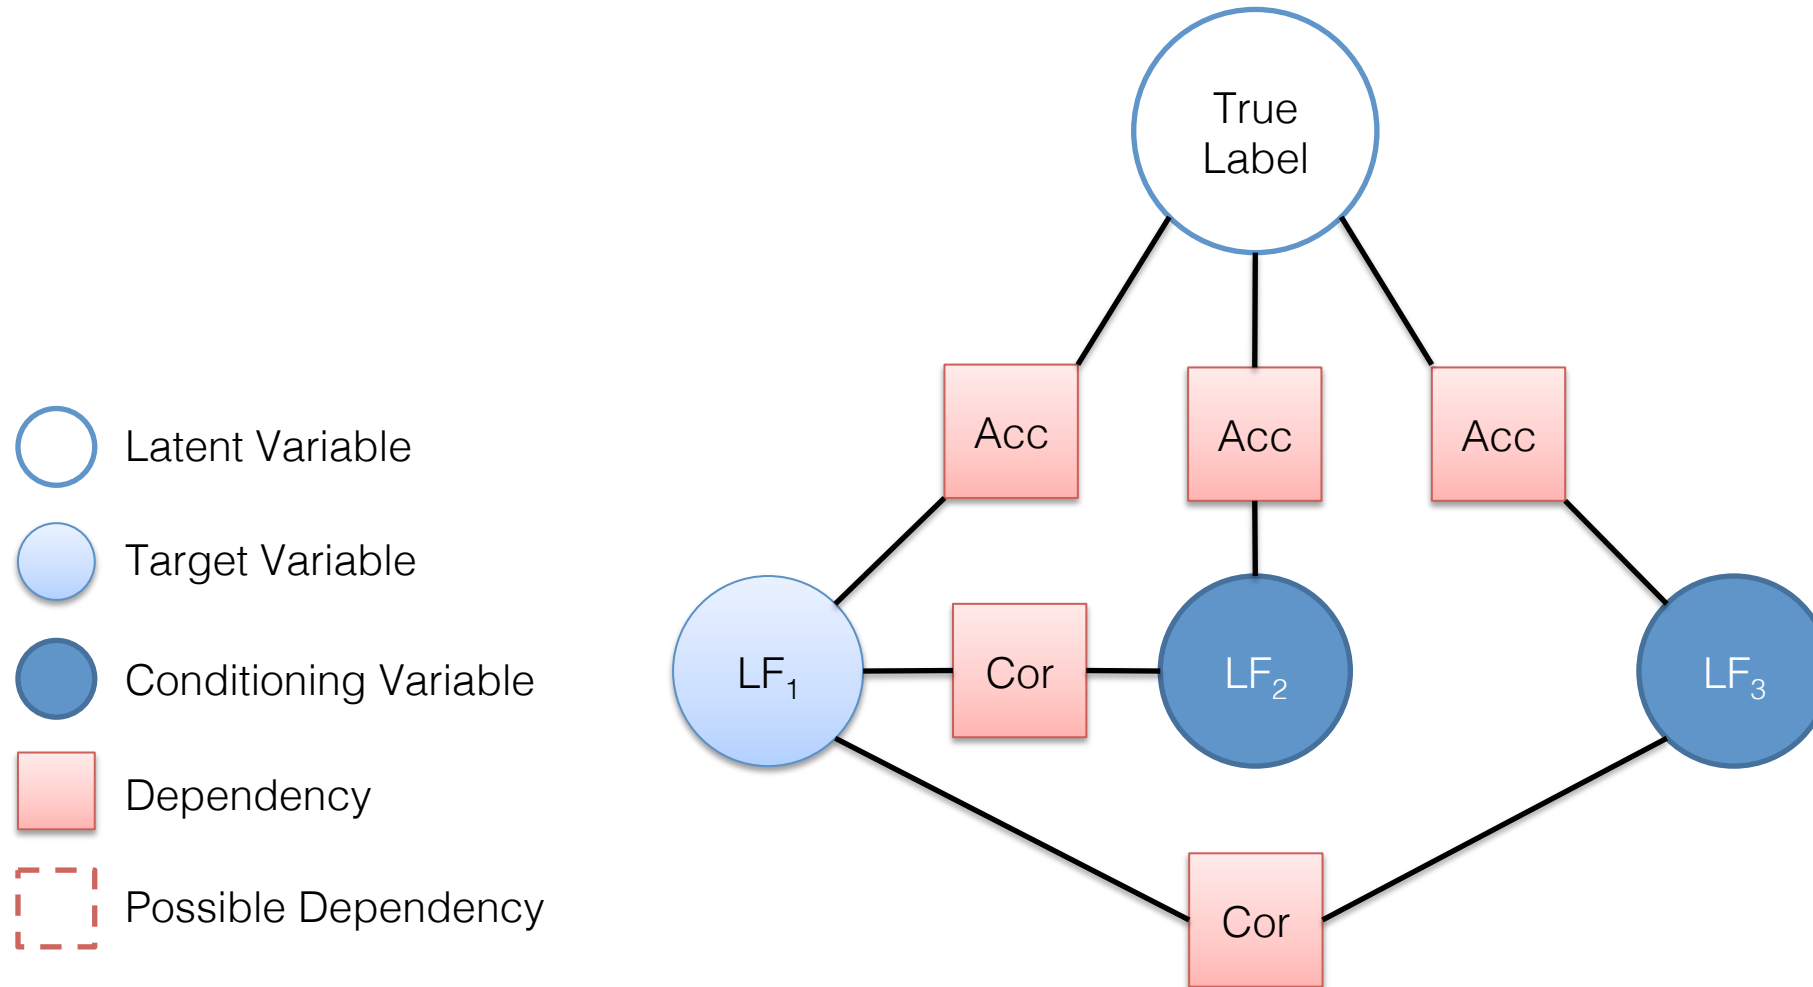 True
Label
Acc
Acc
Acc
Latent Variable
Target Variable
Conditioning Variable
Dependency
Possible Dependency
LF₁
Cor
LF₂
LF₃
Cor